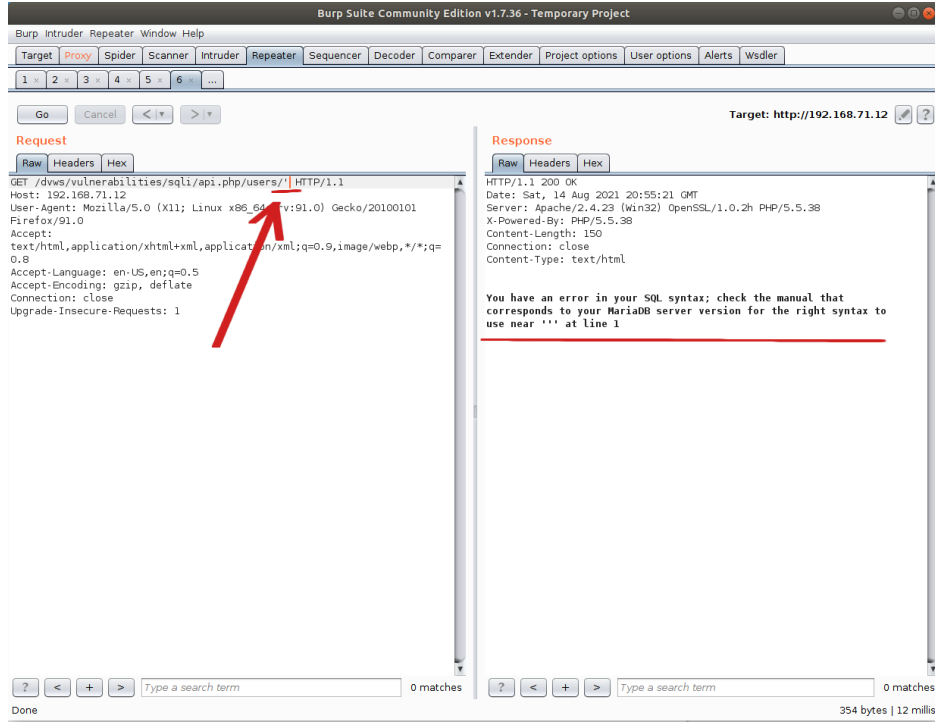 Burp Suite Community Edition v1.7.36 - Temporary Project
Burp Intruder Repeater Window Help
Target Proxy Spider Scanner Intruder Repeater Sequencer Decoder Comparer Extender Project options User options Alerts Wsdler
1 × 2 × 3 × 4 × 5 × 6 × ...
Go Cancel < > Target: http://192.168.71.12 ?
Request
Raw Headers Hex
GET /dvws/vulnerabilities/sqli/api.php/users/' HTTP/1.1
Host: 192.168.71.12
User-Agent: Mozilla/5.0 (X11; Linux x86_64 rv:91.0) Gecko/20100101
Firefox/91.0
Accept:
text/html,application/xhtml+xml,application/xml;q=0.9,image/webp,*/*;q=
0.8
Accept-Language: en-US,en;q=0.5
Accept-Encoding: gzip, deflate
Connection: close
Upgrade-Insecure-Requests: 1
Response
Raw Headers Hex
HTTP/1.1 200 OK
Date: Sat, 14 Aug 2021 20:55:21 GMT
Server: Apache/2.4.23 (Win32) OpenSSL/1.0.2h PHP/5.5.38
X-Powered-By: PHP/5.5.38
Content-Length: 150
Connection: close
Content-Type: text/html
You have an error in your SQL syntax; check the manual that
corresponds to your MariaDB server version for the right syntax to
use near ''' at line 1
? < + > Type a search term 0 matches
? < + > Type a search term 0 matches
Done 354 bytes | 12 millis